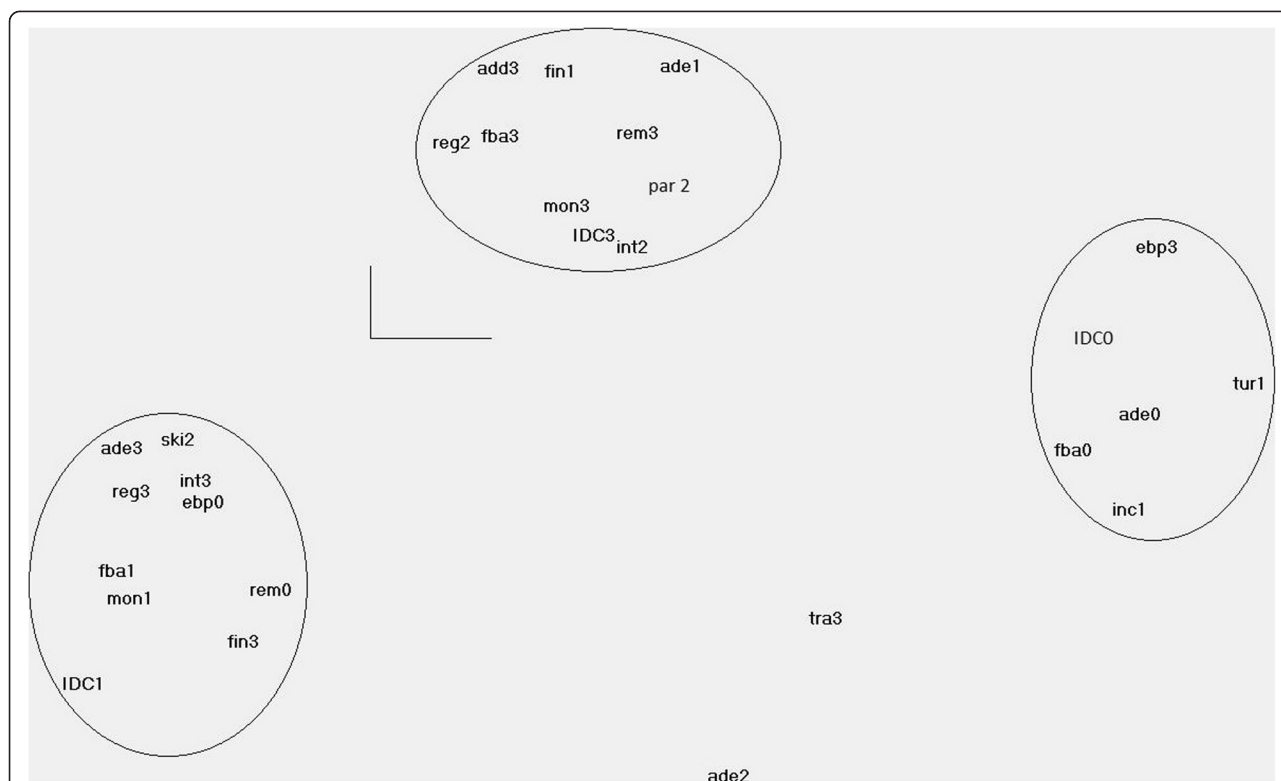 add3 fin1 ade1
reg2 fba3 rem3
par 2
mon3
IDC3
int2
ebp3
IDC0
tur1
ade0
fba0
inc1
ade3 ski2
reg3 int3
ebp0
fba1
mon1
rem0
fin3
IDC1
tra3
ade2